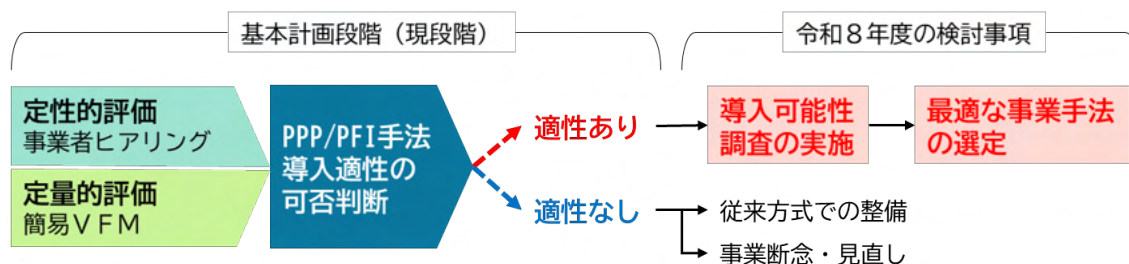 基本計画段階（現段階）
令和８年度の検討事項
定性的評価
事業者ヒアリング
定量的評価
簡易ＶＦＭ
PPP/PFI手法
導入適性の
可否判断
適性あり
適性なし
導入可能性
調査の実施
最適な事業手法
の選定
従来方式での整備
事業断念・見直し